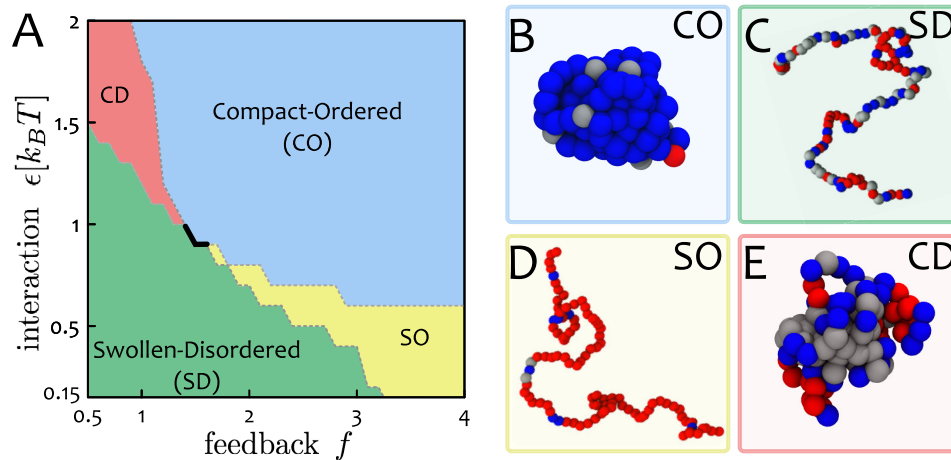 A
2
1.5
1
0.5
0.15
interaction ϵ[k_BT]
CD
Compact-Ordered
(CO)
SO
Swollen-Disordered
(SD)
0.5
1
2
3
4
feedback f
B
CO
C
SD
D
SO
E
CD